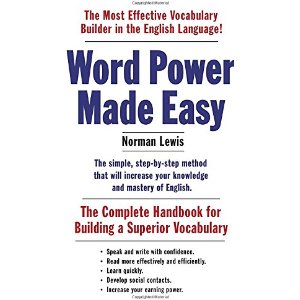 The Most Effective Vocabulary
Builder in the English Language!
Word Power
Made Easy
Norman Lewis
The simple, step-by-step method
that will increase your knowledge
and mastery of English.
The Complete Handbook for
Building a Superior Vocabulary
• Speak and write with confidence.
• Read more effectively and efficiently.
• Learn quickly.
• Develop social contacts.
• Increase your earning power.